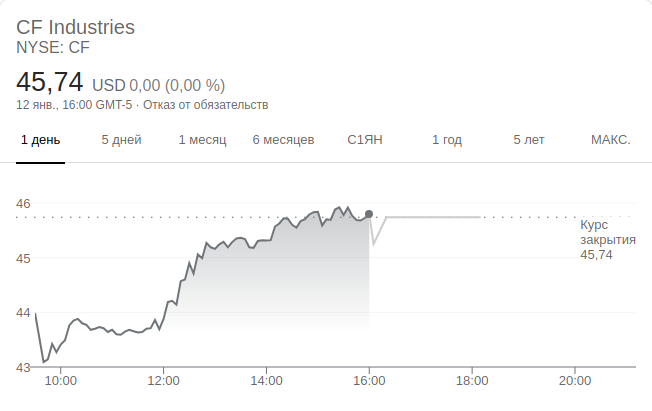 CF Industries
NYSE: CF
45,74 USD 0,00 (0,00 %)
12 янв., 16:00 GMT-5 · Отказ от обязательств
1 день 5 дней 1 месяц 6 месяцев С1ЯН 1 год 5 лет МАКС.
46
45
44
43
Курс
закрытия
45,74
10:00 12:00 14:00 16:00 18:00 20:00